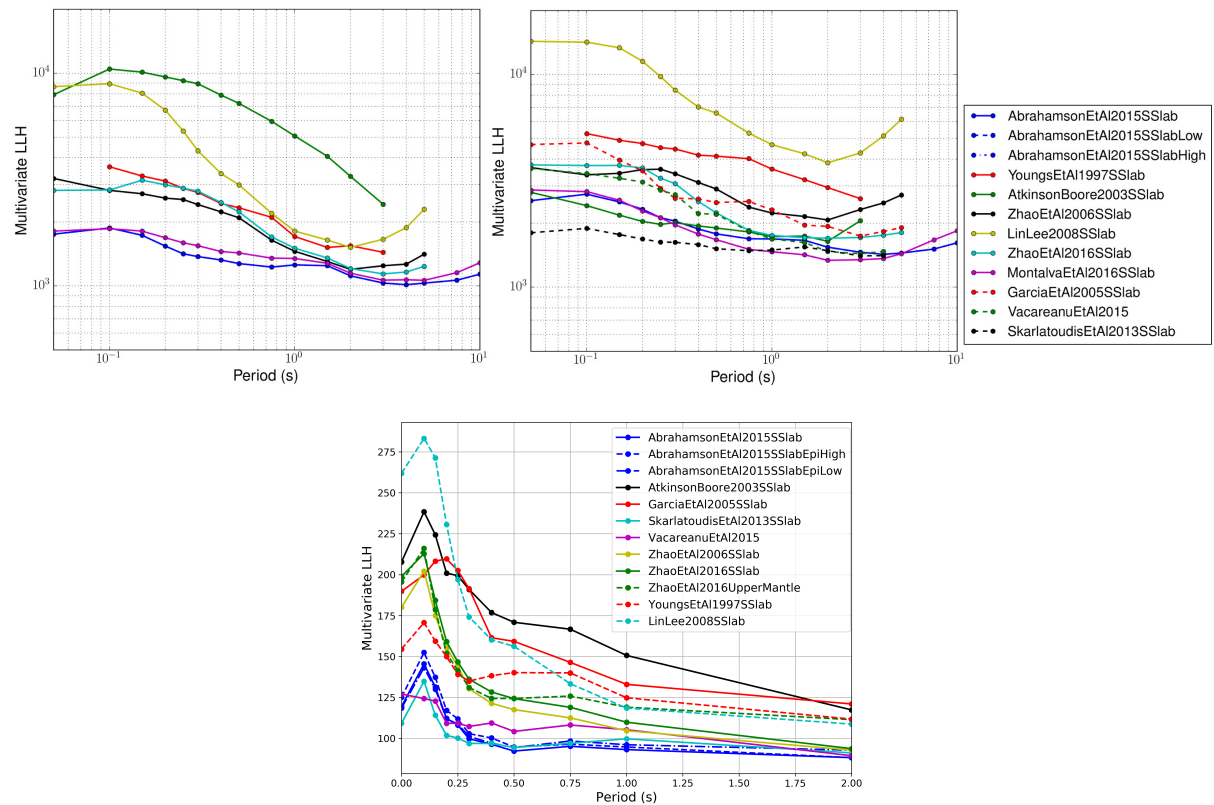 Multivariate LLH
10⁴
10³
10⁻¹ 10⁰ 10¹
Period (s)
Multivariate LLH
10⁴
10³
10⁻¹ 10⁰ 10¹
Period (s)
AbrahamsonEtAl2015SSlab
AbrahamsonEtAl2015SSlabLow
AbrahamsonEtAl2015SSlabHigh
YoungsEtAl1997SSlab
AtkinsonBoore2003SSlab
ZhaoEtAl2006SSlab
LinLee2008SSlab
ZhaoEtAl2016SSlab
MontalvaEtAl2016SSlab
GarciaEtAl2005SSlab
VacareanuEtAl2015
SkarlatoudisEtAl2013SSlab
Multivariate LLH
275
250
225
200
175
150
125
100
0.00 0.25 0.50 0.75 1.00 1.25 1.50 1.75 2.00
Period (s)
AbrahamsonEtAl2015SSlab
AbrahamsonEtAl2015SSlabEpiHigh
AbrahamsonEtAl2015SSlabEpiLow
AtkinsonBoore2003SSlab
GarciaEtAl2005SSlab
SkarlatoudisEtAl2013SSlab
VacareanuEtAl2015
ZhaoEtAl2006SSlab
ZhaoEtAl2016SSlab
ZhaoEtAl2016UpperMantle
YoungsEtAl1997SSlab
LinLee2008SSlab